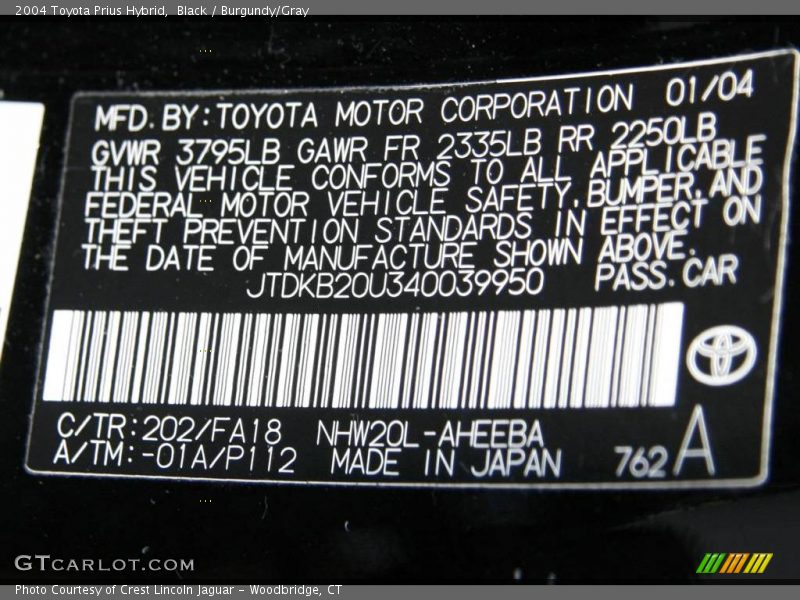 2004 Toyota Prius Hybrid,  Black / Burgundy/Gray
MFD. BY: TOYOTA MOTOR CORPORATION 01/04
GVWR 3795LB GAWR FR 2335LB RR 2250LB
THIS VEHICLE CONFORMS TO ALL APPLICABLE
FEDERAL MOTOR VEHICLE SAFETY, BUMPER, AND
THEFT PREVENTION STANDARDS IN EFFECT ON
THE DATE OF MANUFACTURE SHOWN ABOVE.
JTDKB20U340039950 PASS. CAR
C/TR: 202/FA18 NHW20L-AHEEBA
A/TM: -01A/P112 MADE IN JAPAN 762 A
GTCARLOT.COM
Photo Courtesy of Crest Lincoln Jaguar - Woodbridge, CT